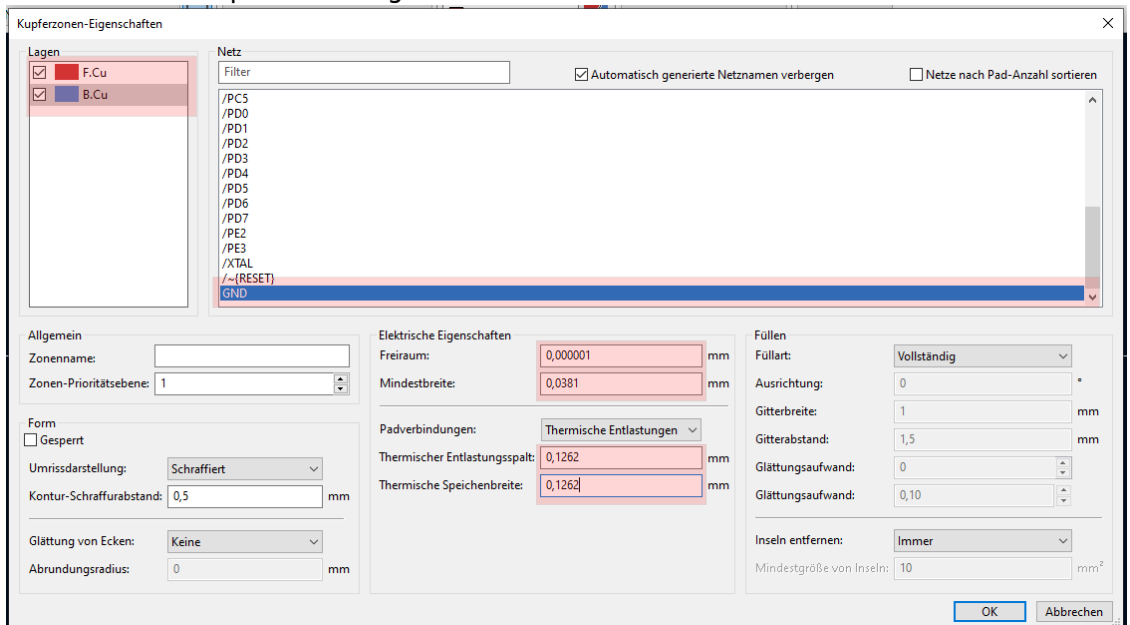 Kupferzonen-Eigenschaften
Lagen
F.Cu
B.Cu
Netz
Filter
Automatisch generierte Netznamen verbergen
Netze nach Pad-Anzahl sortieren
/PC5
/PD0
/PD1
/PD2
/PD3
/PD4
/PD5
/PD6
/PD7
/PE2
/PE3
/XTAL
/~{RESET}
GND
Allgemein
Zonenname:
Zonen-Prioritätsebene: 1
Form
Gesperrt
Umrissdarstellung: Schraffiert
Kontur-Schraffurabstand: 0,5 mm
Glättung von Ecken: Keine
Abrundungsradius: 0 mm
Elektrische Eigenschaften
Freiraum: 0,000001 mm
Mindestbreite: 0,0381 mm
Padverbindungen: Thermische Entlastungen
Thermischer Entlastungsspalt: 0,1262 mm
Thermische Speichenbreite: 0,1262 mm
Füllen
Füllart: Vollständig
Ausrichtung: 0 °
Gitterbreite: 1 mm
Gitterabstand: 1,5 mm
Glättungsaufwand: 0
Glättungsaufwand: 0,10
Inseln entfernen: Immer
Mindestgröße von Inseln: 10 mm²
OK
Abbrechen